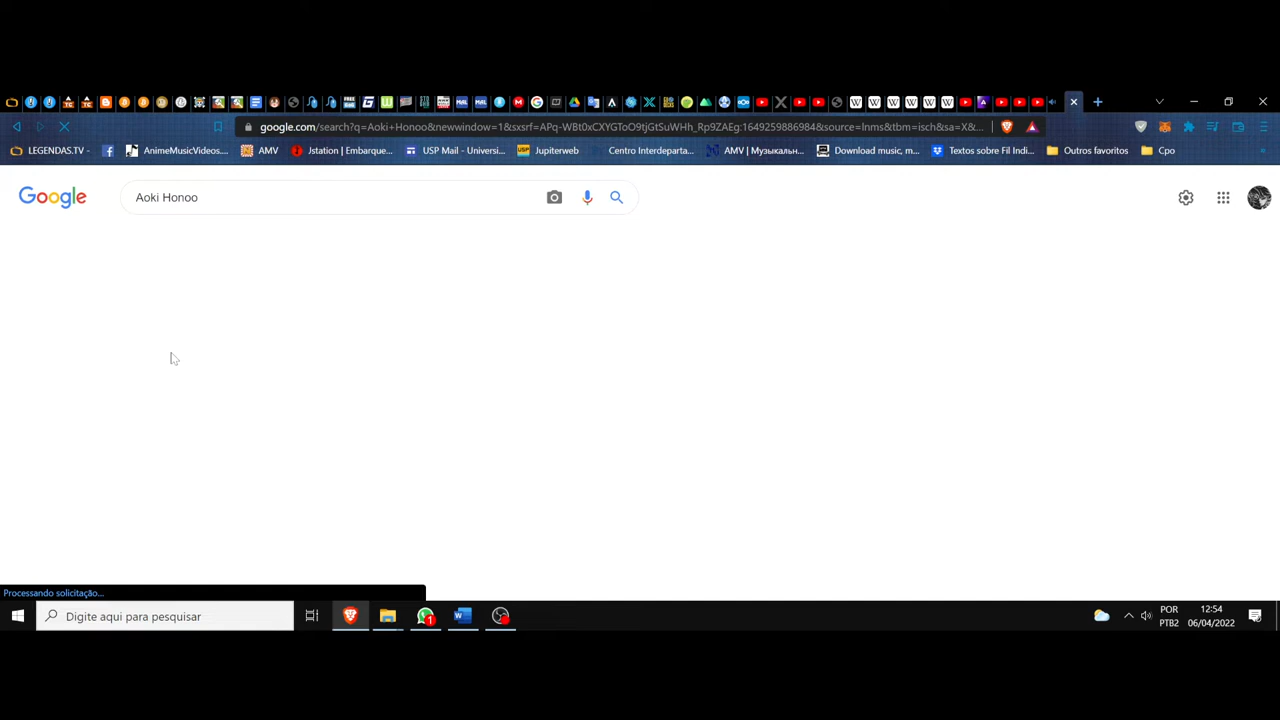 google.com/search?q=Aoki+Honoo&newwindow=1&sxsrf=APq-WBt0xCXYGToO9tjGtSuWHh_Rp9ZAEg:1649259886984&source=lnms&tbm=isch&sa=X&...
LEGENDAS.TV - AnimeMusicVideos.... AMV Jstation | Embarque... USP Mail - Universi... Jupiterweb Centro Interdeparta... AMV | Музыкальн... Download music, m... Textos sobre Fil Indi... Outros favoritos Cpo
Google Aoki Honoo
Processando solicitação...
Digite aqui para pesquisar
1
W
POR 12:54
PTB2 06/04/2022